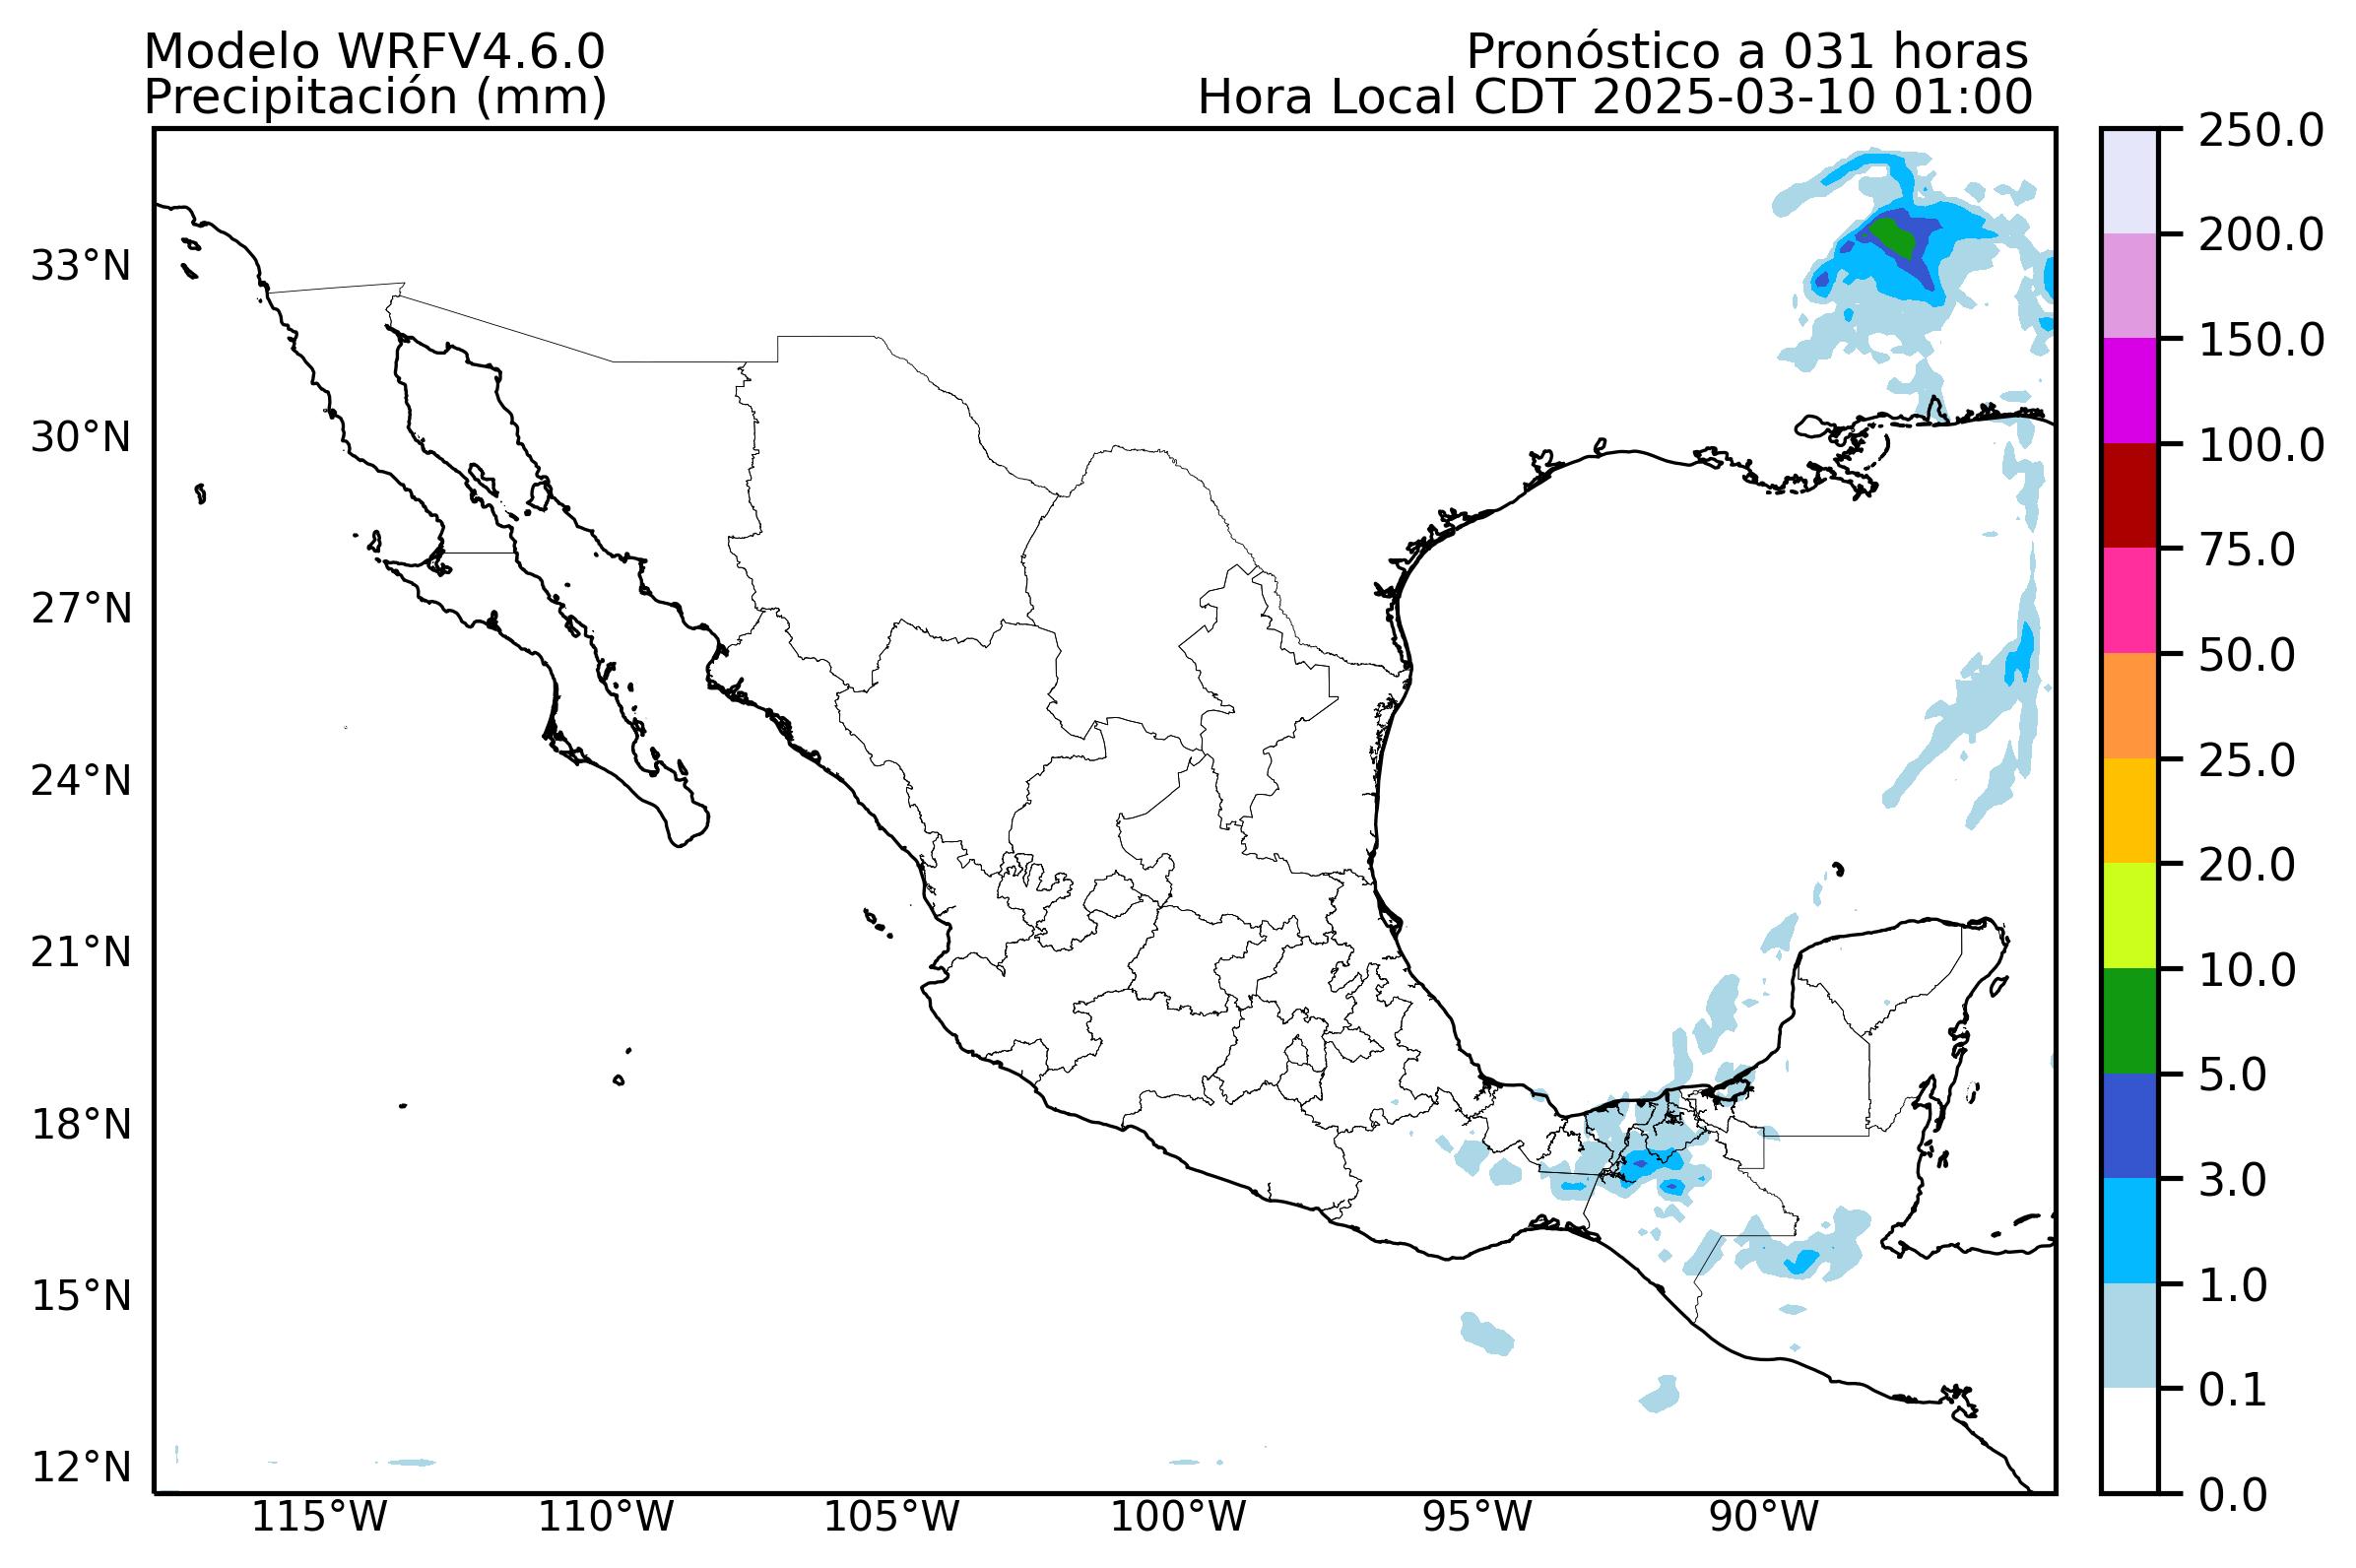 Modelo WRFV4.6.0
Pronóstico a 031 horas
Precipitación (mm)
Hora Local CDT 2025-03-10 01:00
250.0
200.0
150.0
100.0
75.0
50.0
25.0
20.0
10.0
5.0
3.0
1.0
0.1
0.0
33°N
30°N
27°N
24°N
21°N
18°N
15°N
12°N
115°W
110°W
105°W
100°W
95°W
90°W